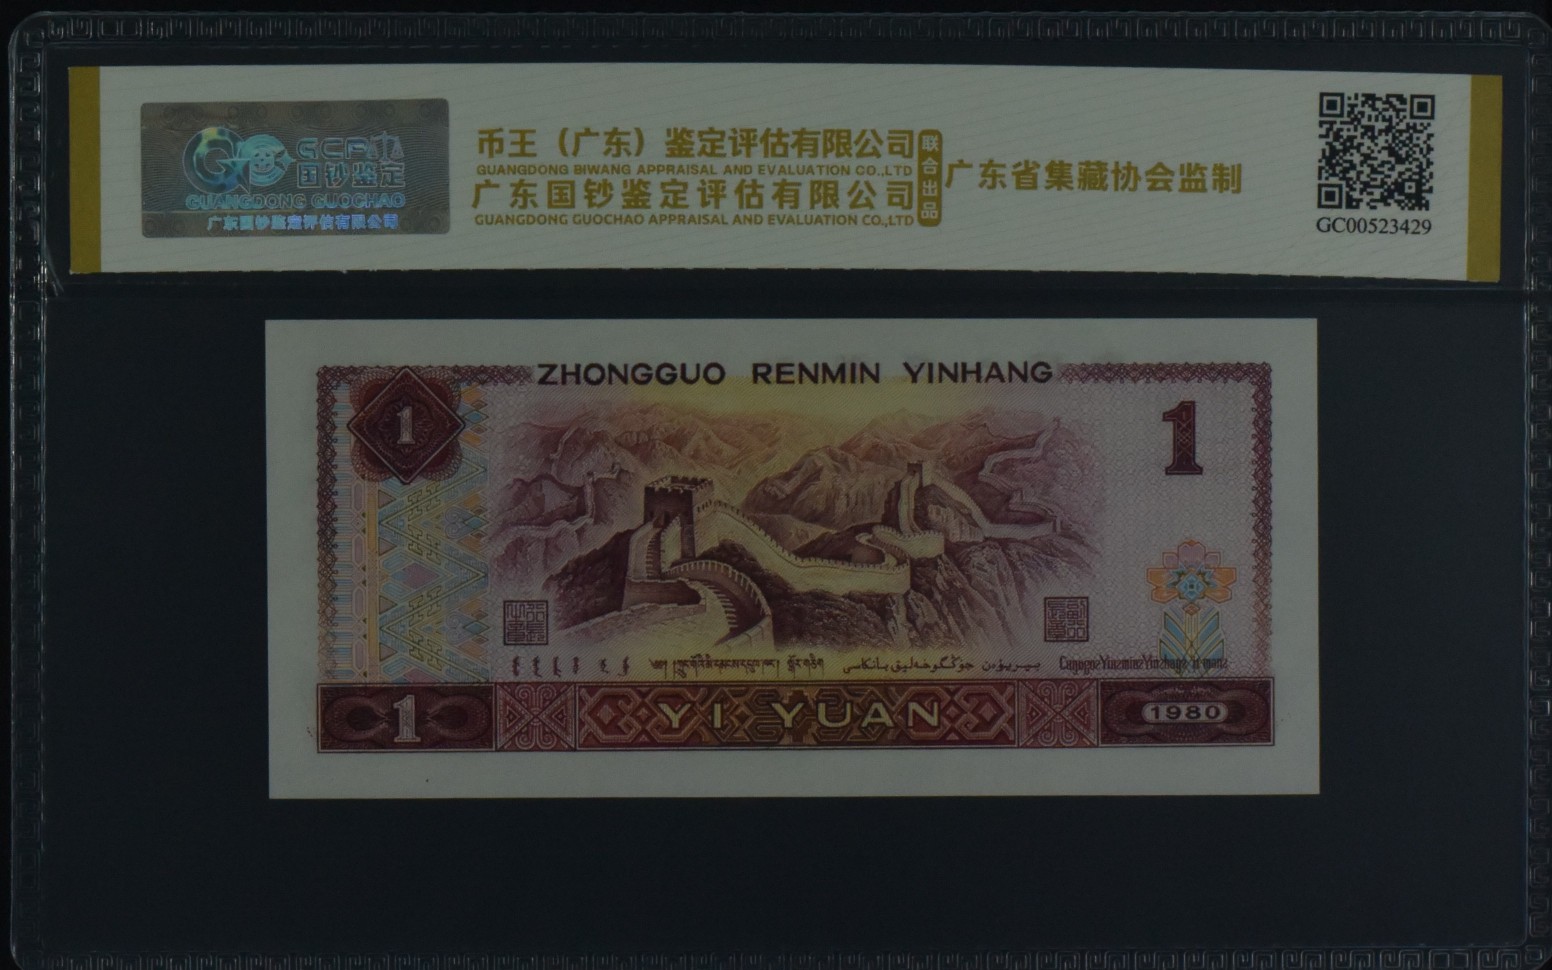 GCPA
国钞鉴定
GUANGDONG GUOCHAO
广东国钞鉴定评估有限公司
币王（广东）鉴定评估有限公司
GUANGDONG BIWANG APPRAISAL AND EVALUATION CO.,LTD
广东国钞鉴定评估有限公司
GUANGDONG GUOCHAO APPRAISAL AND EVALUATION CO.,LTD
联合出品
广东省集藏协会监制
GC00523429
ZHONGGUO RENMIN YINHANG
1
1
جۇڭگوخەلىق بانكىسى بىريۈەن
1
YI YUAN
1980